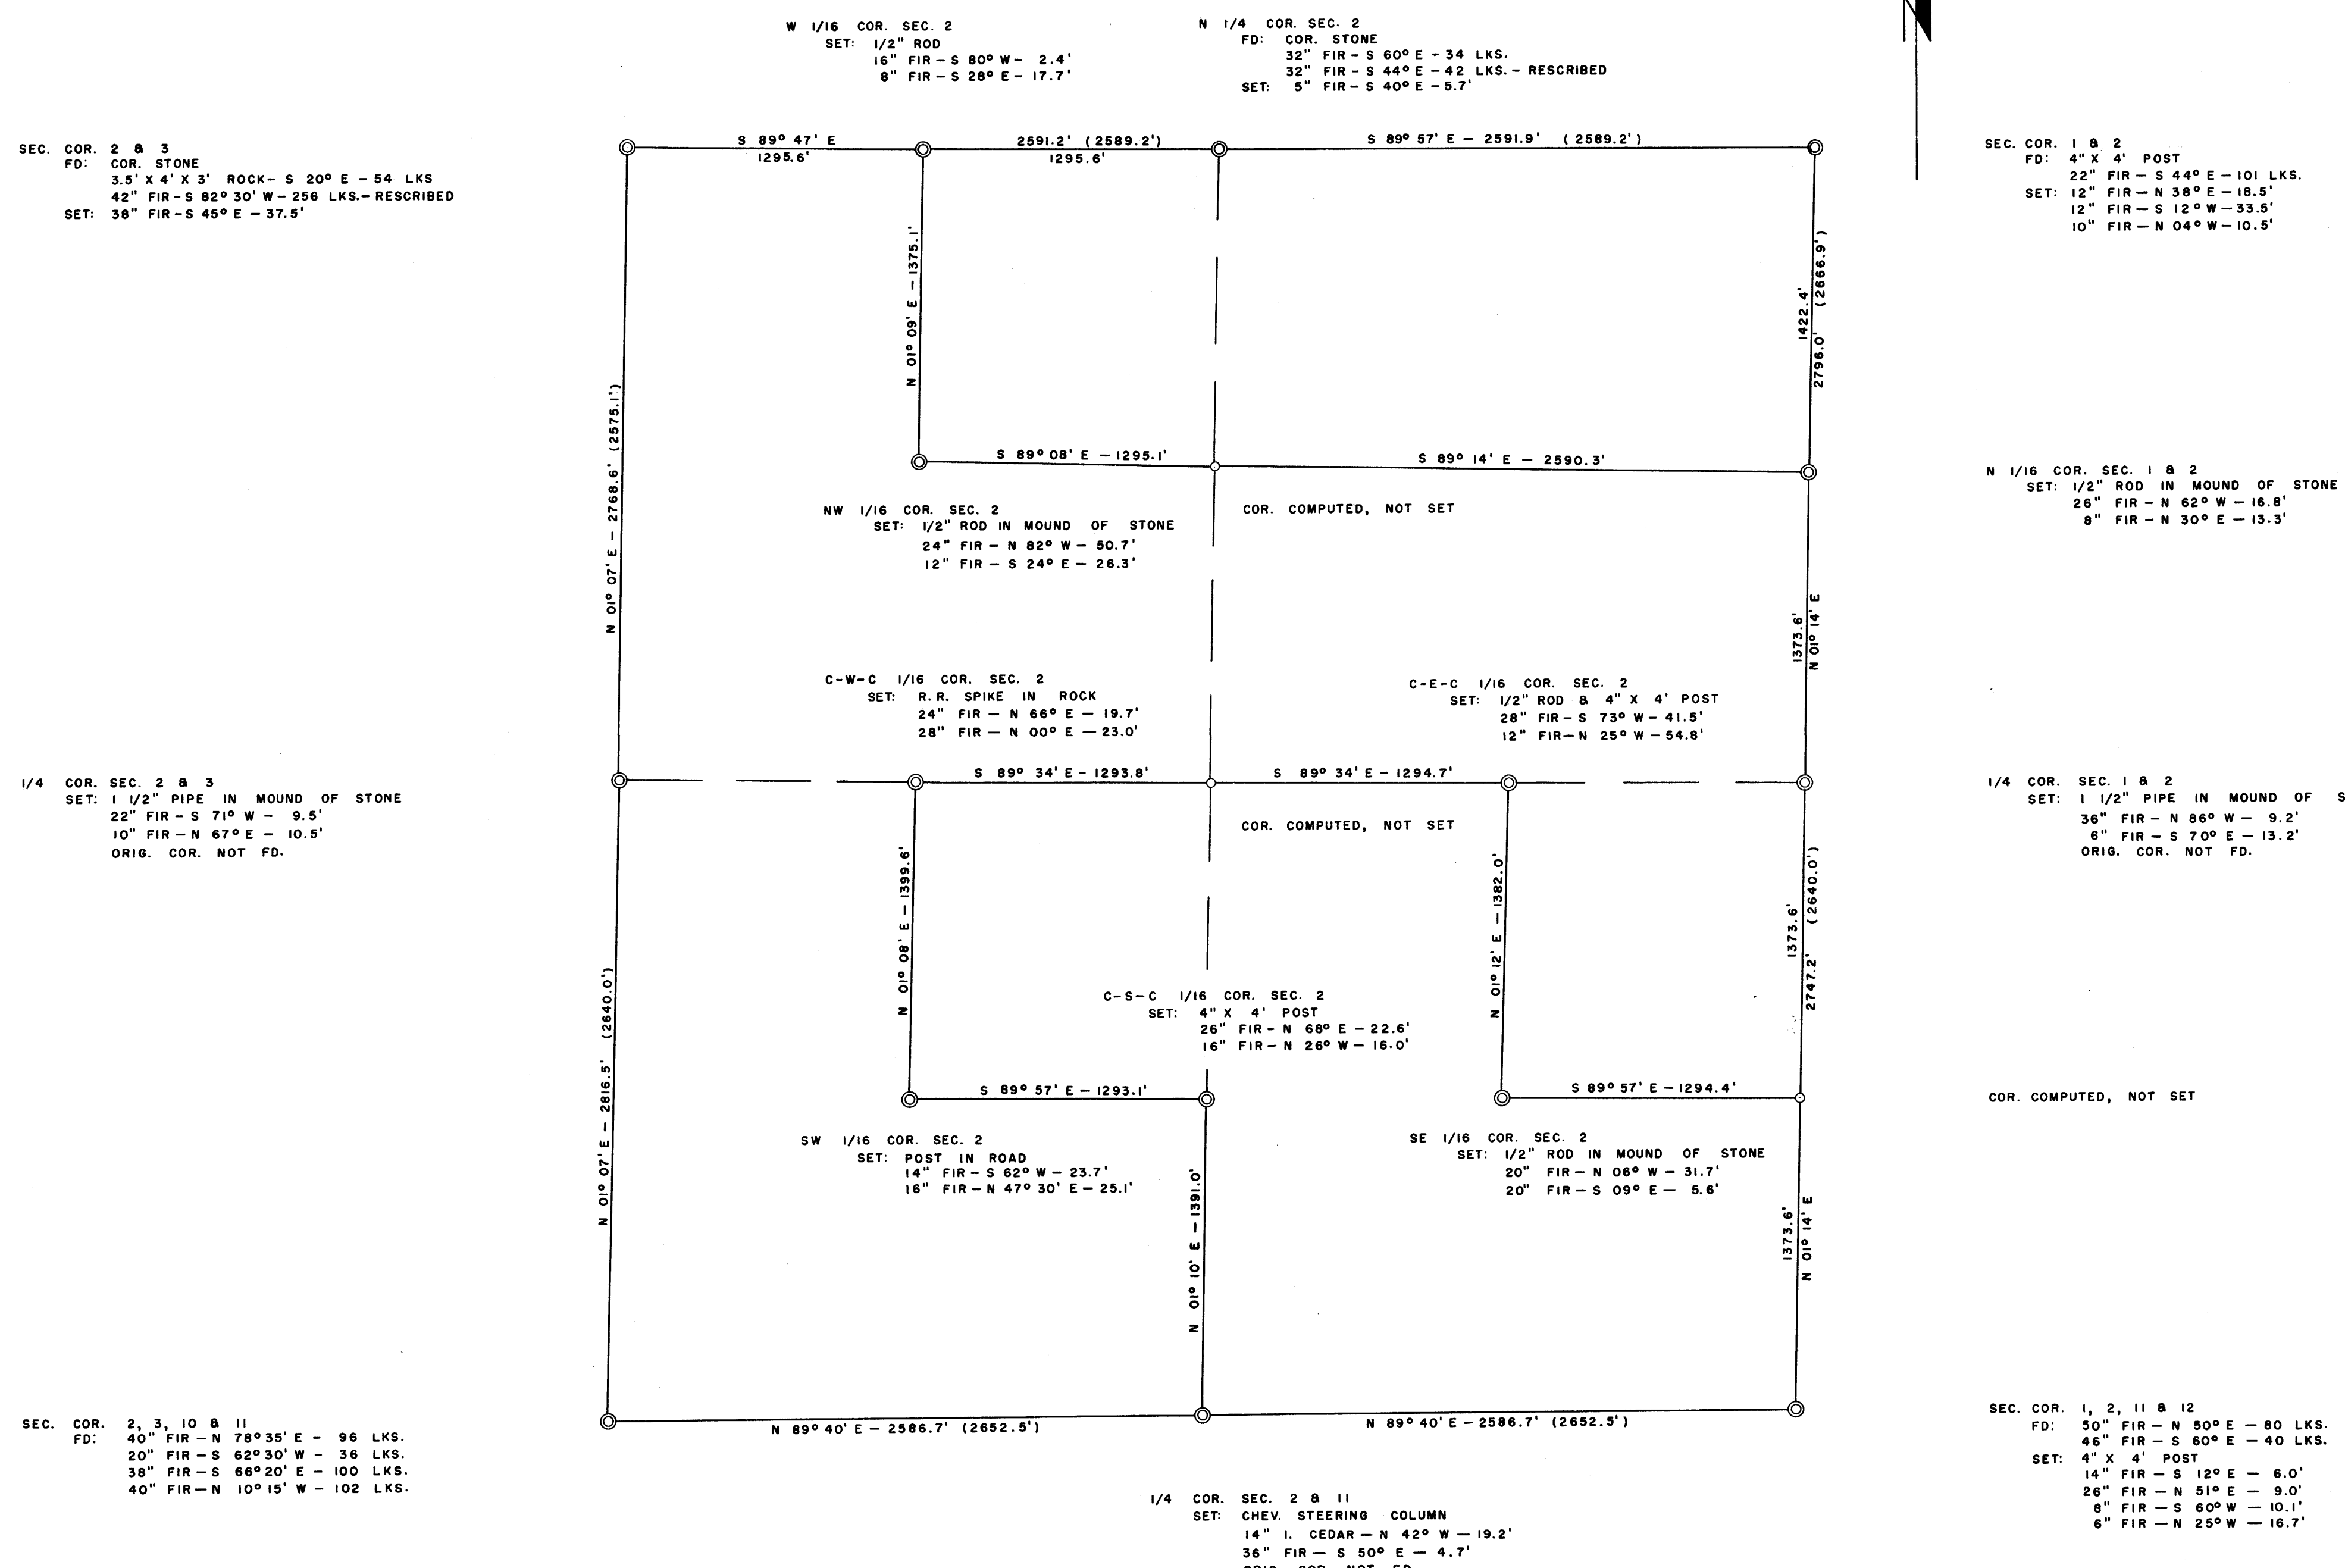 W 1/16 COR. SEC. 2
SET: 1/2" ROD
16" FIR – S 80° W – 2.4'
8" FIR – S 28° E – 17.7'
N 1/4 COR. SEC. 2
FD: COR. STONE
32" FIR – S 60° E – 34 LKS.
32" FIR – S 44° E – 42 LKS. – RESCRIBED
SET: 5" FIR – S 40° E – 5.7'
SEC. COR. 2 & 3
FD: COR. STONE
3.5' X 4' X 3' ROCK – S 20° E – 54 LKS
42" FIR – S 82° 30' W – 256 LKS. – RESCRIBED
SET: 38" FIR – S 45° E – 37.5'
S 89° 47' E
1295.6'
2591.2' (2589.2')
1295.6'
S 89° 57' E – 2591.9' (2589.2')
SEC. COR. 1 & 2
FD: 4" X 4' POST
22" FIR – S 44° E – 101 LKS.
SET: 12" FIR – N 38° E – 18.5'
12" FIR – S 12° W – 33.5'
10" FIR – N 04° W – 10.5'
N 01° 09' E – 1375.1'
1422.4'
2796.0' (2666.9')
N 01° 07' E – 2768.6' (2575.1')
S 89° 08' E – 1295.1'
S 89° 14' E – 2590.3'
N 1/16 COR. SEC. 1 & 2
SET: 1/2" ROD IN MOUND OF STONE
26" FIR – N 62° W – 16.8'
8" FIR – N 30° E – 13.3'
NW 1/16 COR. SEC. 2
SET: 1/2" ROD IN MOUND OF STONE
24" FIR – N 82° W – 50.7'
12" FIR – S 24° E – 26.3'
COR. COMPUTED, NOT SET
1373.6'
N 01° 14' E
C-W-C 1/16 COR. SEC. 2
SET: R.R. SPIKE IN ROCK
24" FIR – N 66° E – 19.7'
28" FIR – N 00° E – 23.0'
C-E-C 1/16 COR. SEC. 2
SET: 1/2" ROD & 4" X 4' POST
28" FIR – S 73° W – 41.5'
12" FIR – N 25° W – 54.8'
1/4 COR. SEC. 2 & 3
SET: 1 1/2" PIPE IN MOUND OF STONE
22" FIR – S 71° W – 9.5'
10" FIR – N 67° E – 10.5'
ORIG. COR. NOT FD.
S 89° 34' E – 1293.8'
S 89° 34' E – 1294.7'
COR. COMPUTED, NOT SET
1/4 COR. SEC. 1 & 2
SET: 1 1/2" PIPE IN MOUND OF S
36" FIR – N 86° W – 9.2'
6" FIR – S 70° E – 13.2'
ORIG. COR. NOT FD.
N 01° 08' E – 1399.6'
N 01° 12' E – 1382.0'
1373.6'
2747.2' (2640.0')
N 01° 07' E – 2816.5' (2640.0')
C-S-C 1/16 COR. SEC. 2
SET: 4" X 4' POST
26" FIR – N 68° E – 22.6'
16" FIR – N 26° W – 16.0'
S 89° 57' E – 1293.1'
S 89° 57' E – 1294.4'
COR. COMPUTED, NOT SET
SW 1/16 COR. SEC. 2
SET: POST IN ROAD
14" FIR – S 62° W – 23.7'
16" FIR – N 47° 30' E – 25.1'
SE 1/16 COR. SEC. 2
SET: 1/2" ROD IN MOUND OF STONE
20" FIR – N 06° W – 31.7'
20" FIR – S 09° E – 5.6'
N 01° 10' E – 1391.0'
1373.6'
N 01° 14' E
SEC. COR. 2, 3, 10 & 11
FD: 40" FIR – N 78° 35' E – 96 LKS.
20" FIR – S 62° 30' W – 36 LKS.
38" FIR – S 66° 20' E – 100 LKS.
40" FIR – N 10° 15' W – 102 LKS.
N 89° 40' E – 2586.7' (2652.5')
N 89° 40' E – 2586.7' (2652.5')
SEC. COR. 1, 2, 11 & 12
FD: 50" FIR – N 50° E – 80 LKS.
46" FIR – S 60° E – 40 LKS.
SET: 4" X 4' POST
14" FIR – S 12° E – 6.0'
26" FIR – N 51° E – 9.0'
8" FIR – S 60° W – 10.1'
6" FIR – N 25° W – 16.7'
1/4 COR. SEC. 2 & 11
SET: CHEV. STEERING COLUMN
14" I. CEDAR – N 42° W – 19.2'
36" FIR – S 50° E – 4.7'